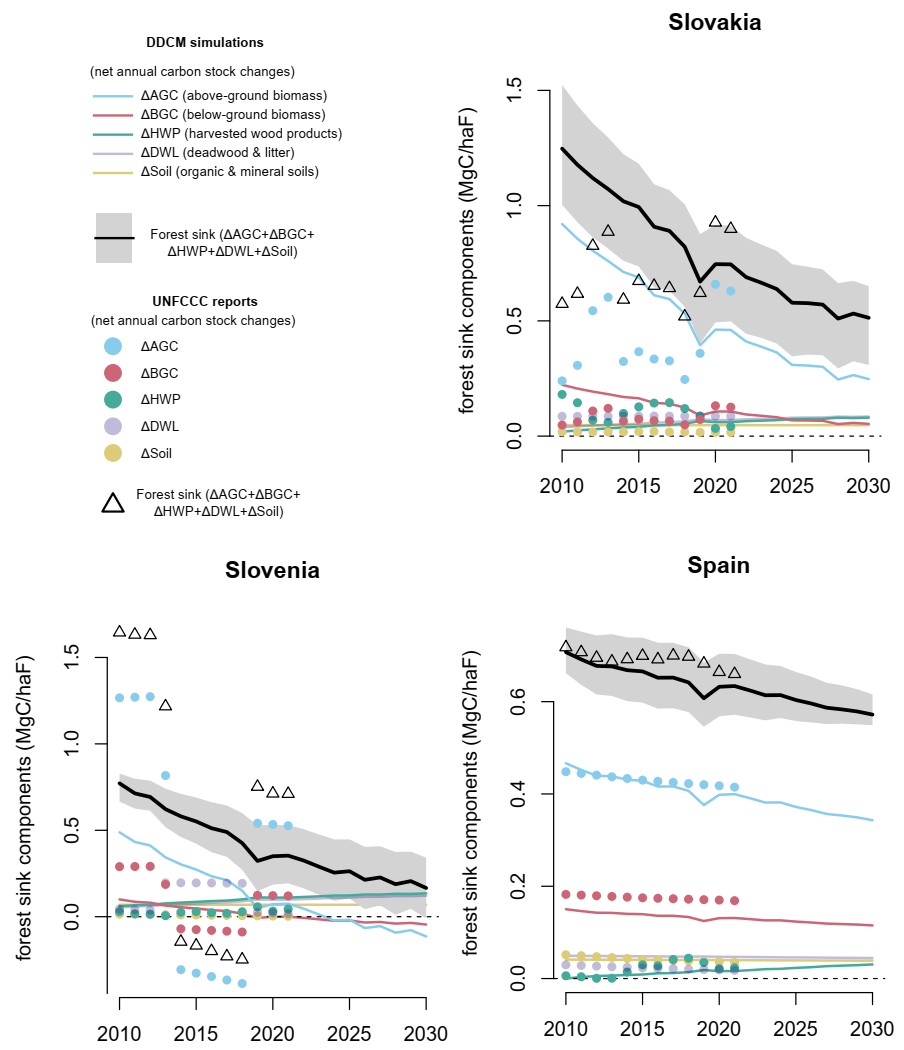 DDCM simulations
(net annual carbon stock changes)
ΔAGC (above-ground biomass)
ΔBGC (below-ground biomass)
ΔHWP (harvested wood products)
ΔDWL (deadwood & litter)
ΔSoil (organic & mineral soils)
Forest sink (ΔAGC+ΔBGC+
ΔHWP+ΔDWL+ΔSoil)
UNFCCC reports
(net annual carbon stock changes)
ΔAGC
ΔBGC
ΔHWP
ΔDWL
ΔSoil
Forest sink (ΔAGC+ΔBGC+
ΔHWP+ΔDWL+ΔSoil)
Slovakia
forest sink components (MgC/haF)
1.5
1.0
0.5
0.0
2010 2015 2020 2025 2030
Slovenia
forest sink components (MgC/haF)
1.5
1.0
0.5
0.0
2010 2015 2020 2025 2030
Spain
forest sink components (MgC/haF)
0.6
0.4
0.2
0.0
2010 2015 2020 2025 2030